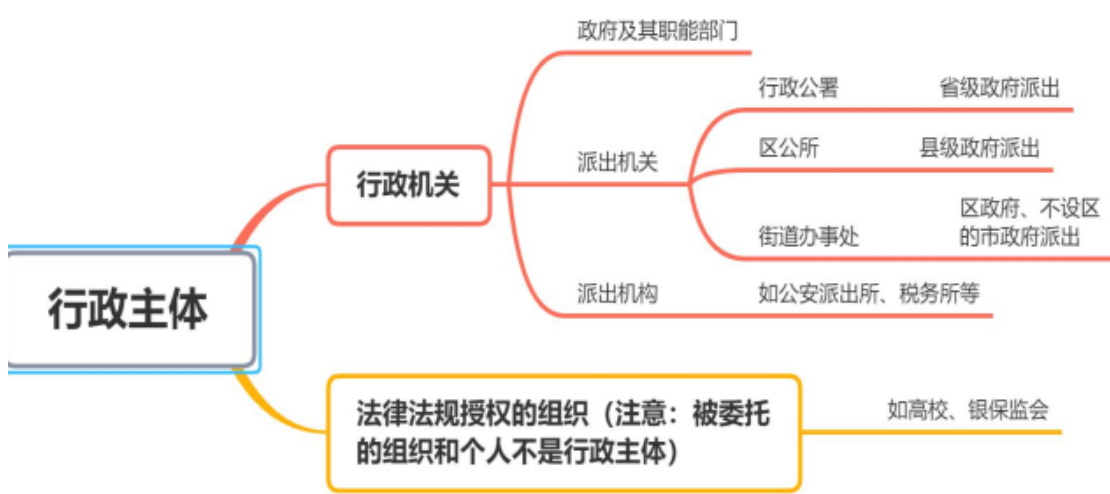 政府及其职能部门
行政公署 省级政府派出
派出机关
区公所 县级政府派出
行政机关
区政府、不设区
街道办事处 的市政府派出
派出机构 如公安派出所、税务所等
行政主体
法律法规授权的组织（注意：被委托
的组织和个人不是行政主体）
如高校、银保监会